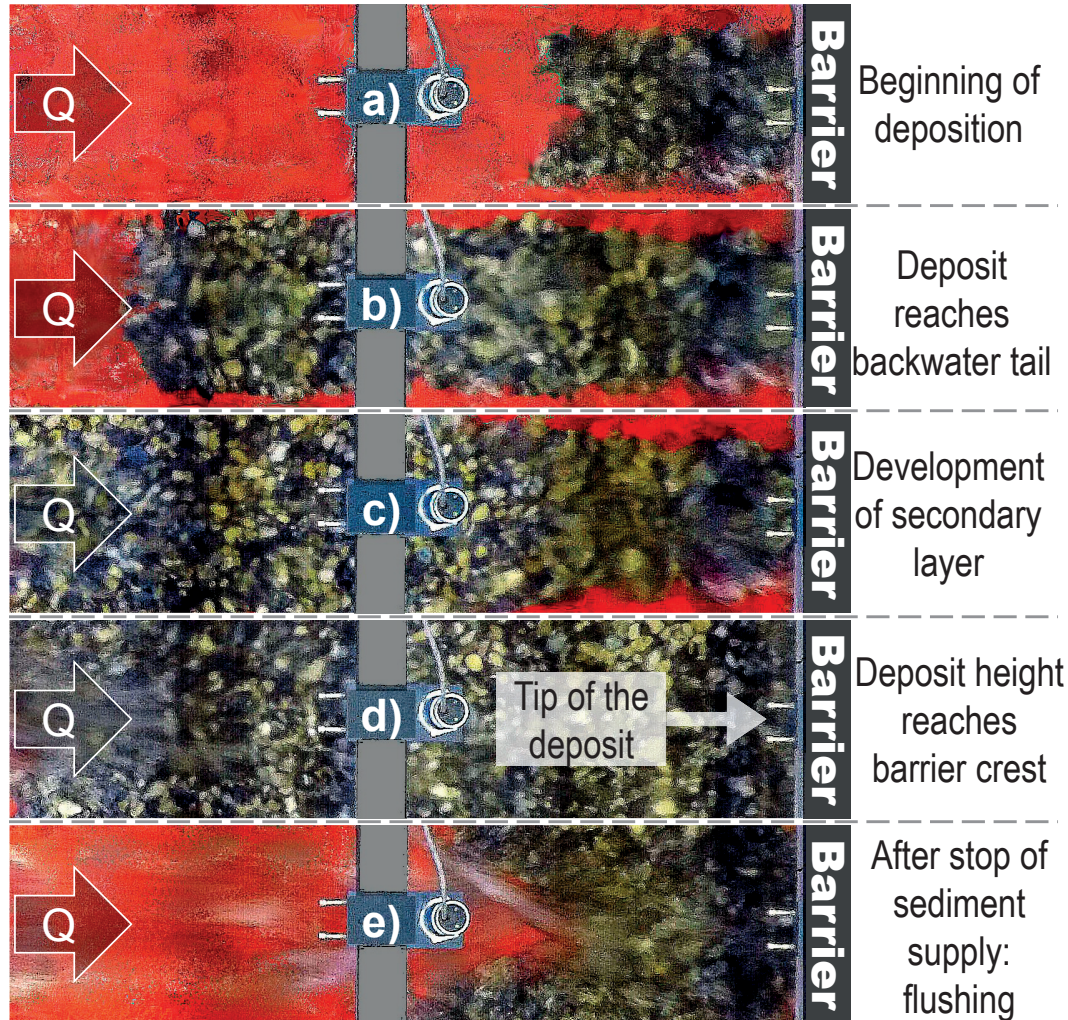 Q
a)
Barrier
Beginning of
deposition
Q
b)
Barrier
Deposit
reaches
backwater tail
Q
c)
Barrier
Development
of secondary
layer
Q
d)
Tip of the
deposit
Barrier
Deposit height
reaches
barrier crest
Q
e)
Barrier
After stop of
sediment
supply:
flushing